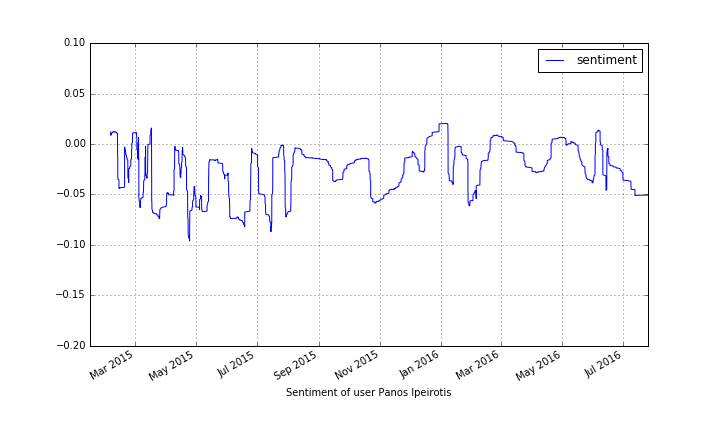 0.10
0.05
0.00
−0.05
−0.10
−0.15
−0.20
sentiment
Mar 2015
May 2015
Jul 2015
Sep 2015
Nov 2015
Jan 2016
Mar 2016
May 2016
Jul 2016
Sentiment of user Panos Ipeirotis